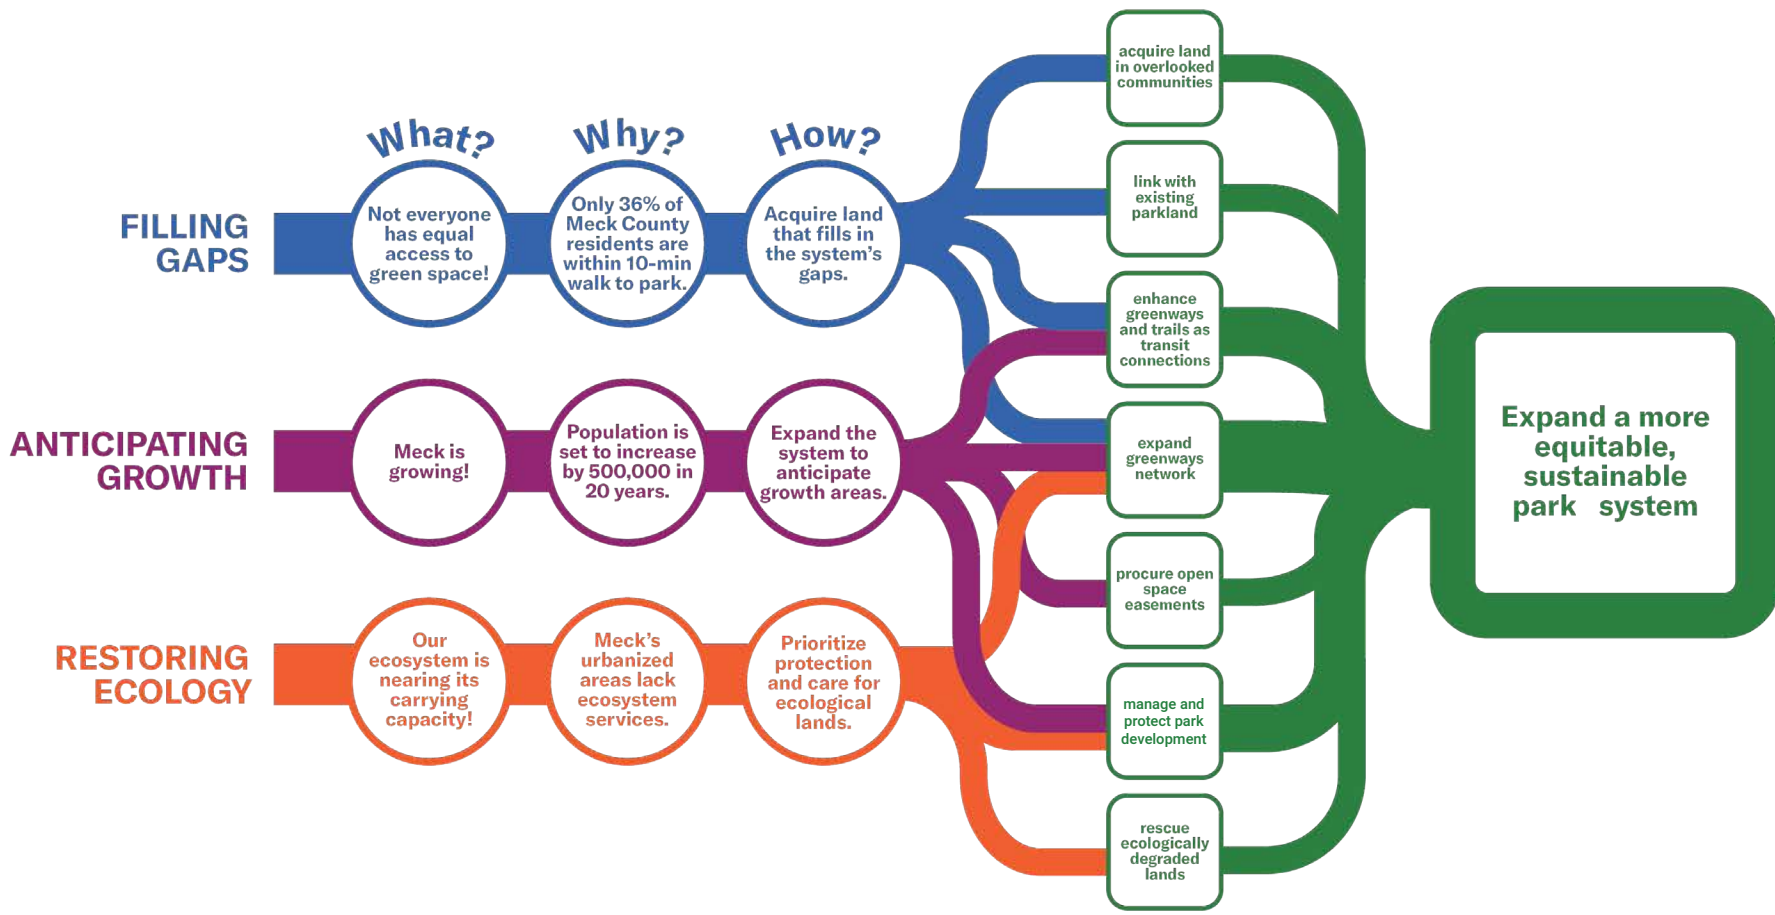 What?
Why?
How?
FILLING
GAPS
Not everyone
has equal
access to
green space!
Only 36% of
Meck County
residents are
within 10-min
walk to park.
Acquire land
that fills in
the system's
gaps.
ANTICIPATING
GROWTH
Meck is
growing!
Population is
set to increase
by 500,000 in
20 years.
Expand the
system to
anticipate
growth areas.
RESTORING
ECOLOGY
Our
ecosystem is
nearing its
carrying
capacity!
Meck's
urbanized
areas lack
ecosystem
services.
Prioritize
protection
and care for
ecological
lands.
acquire land
in overlooked
communities
link with
existing
parkland
enhance
greenways
and trails as
transit
connections
expand
greenways
network
procure open
space
easements
manage and
protect park
development
rescue
ecologically
degraded
lands
Expand a more
equitable,
sustainable
park system